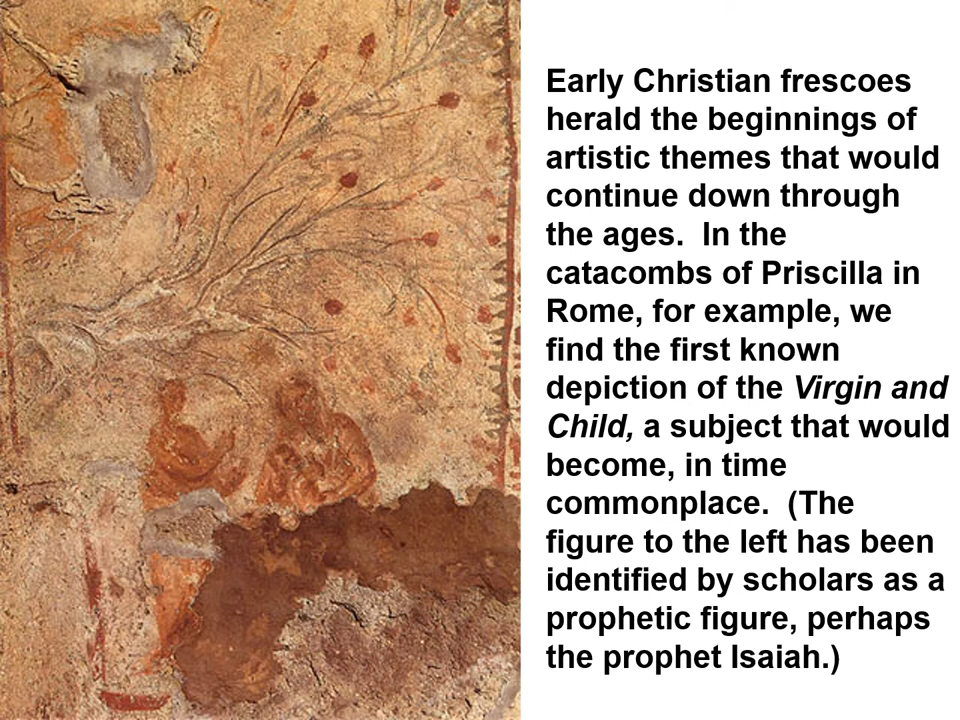 Early Christian frescoes
herald the beginnings of
artistic themes that would
continue down through
the ages.  In the
catacombs of Priscilla in
Rome, for example, we
find the first known
depiction of the Virgin and
Child, a subject that would
become, in time
commonplace.  (The
figure to the left has been
identified by scholars as a
prophetic figure, perhaps
the prophet Isaiah.)